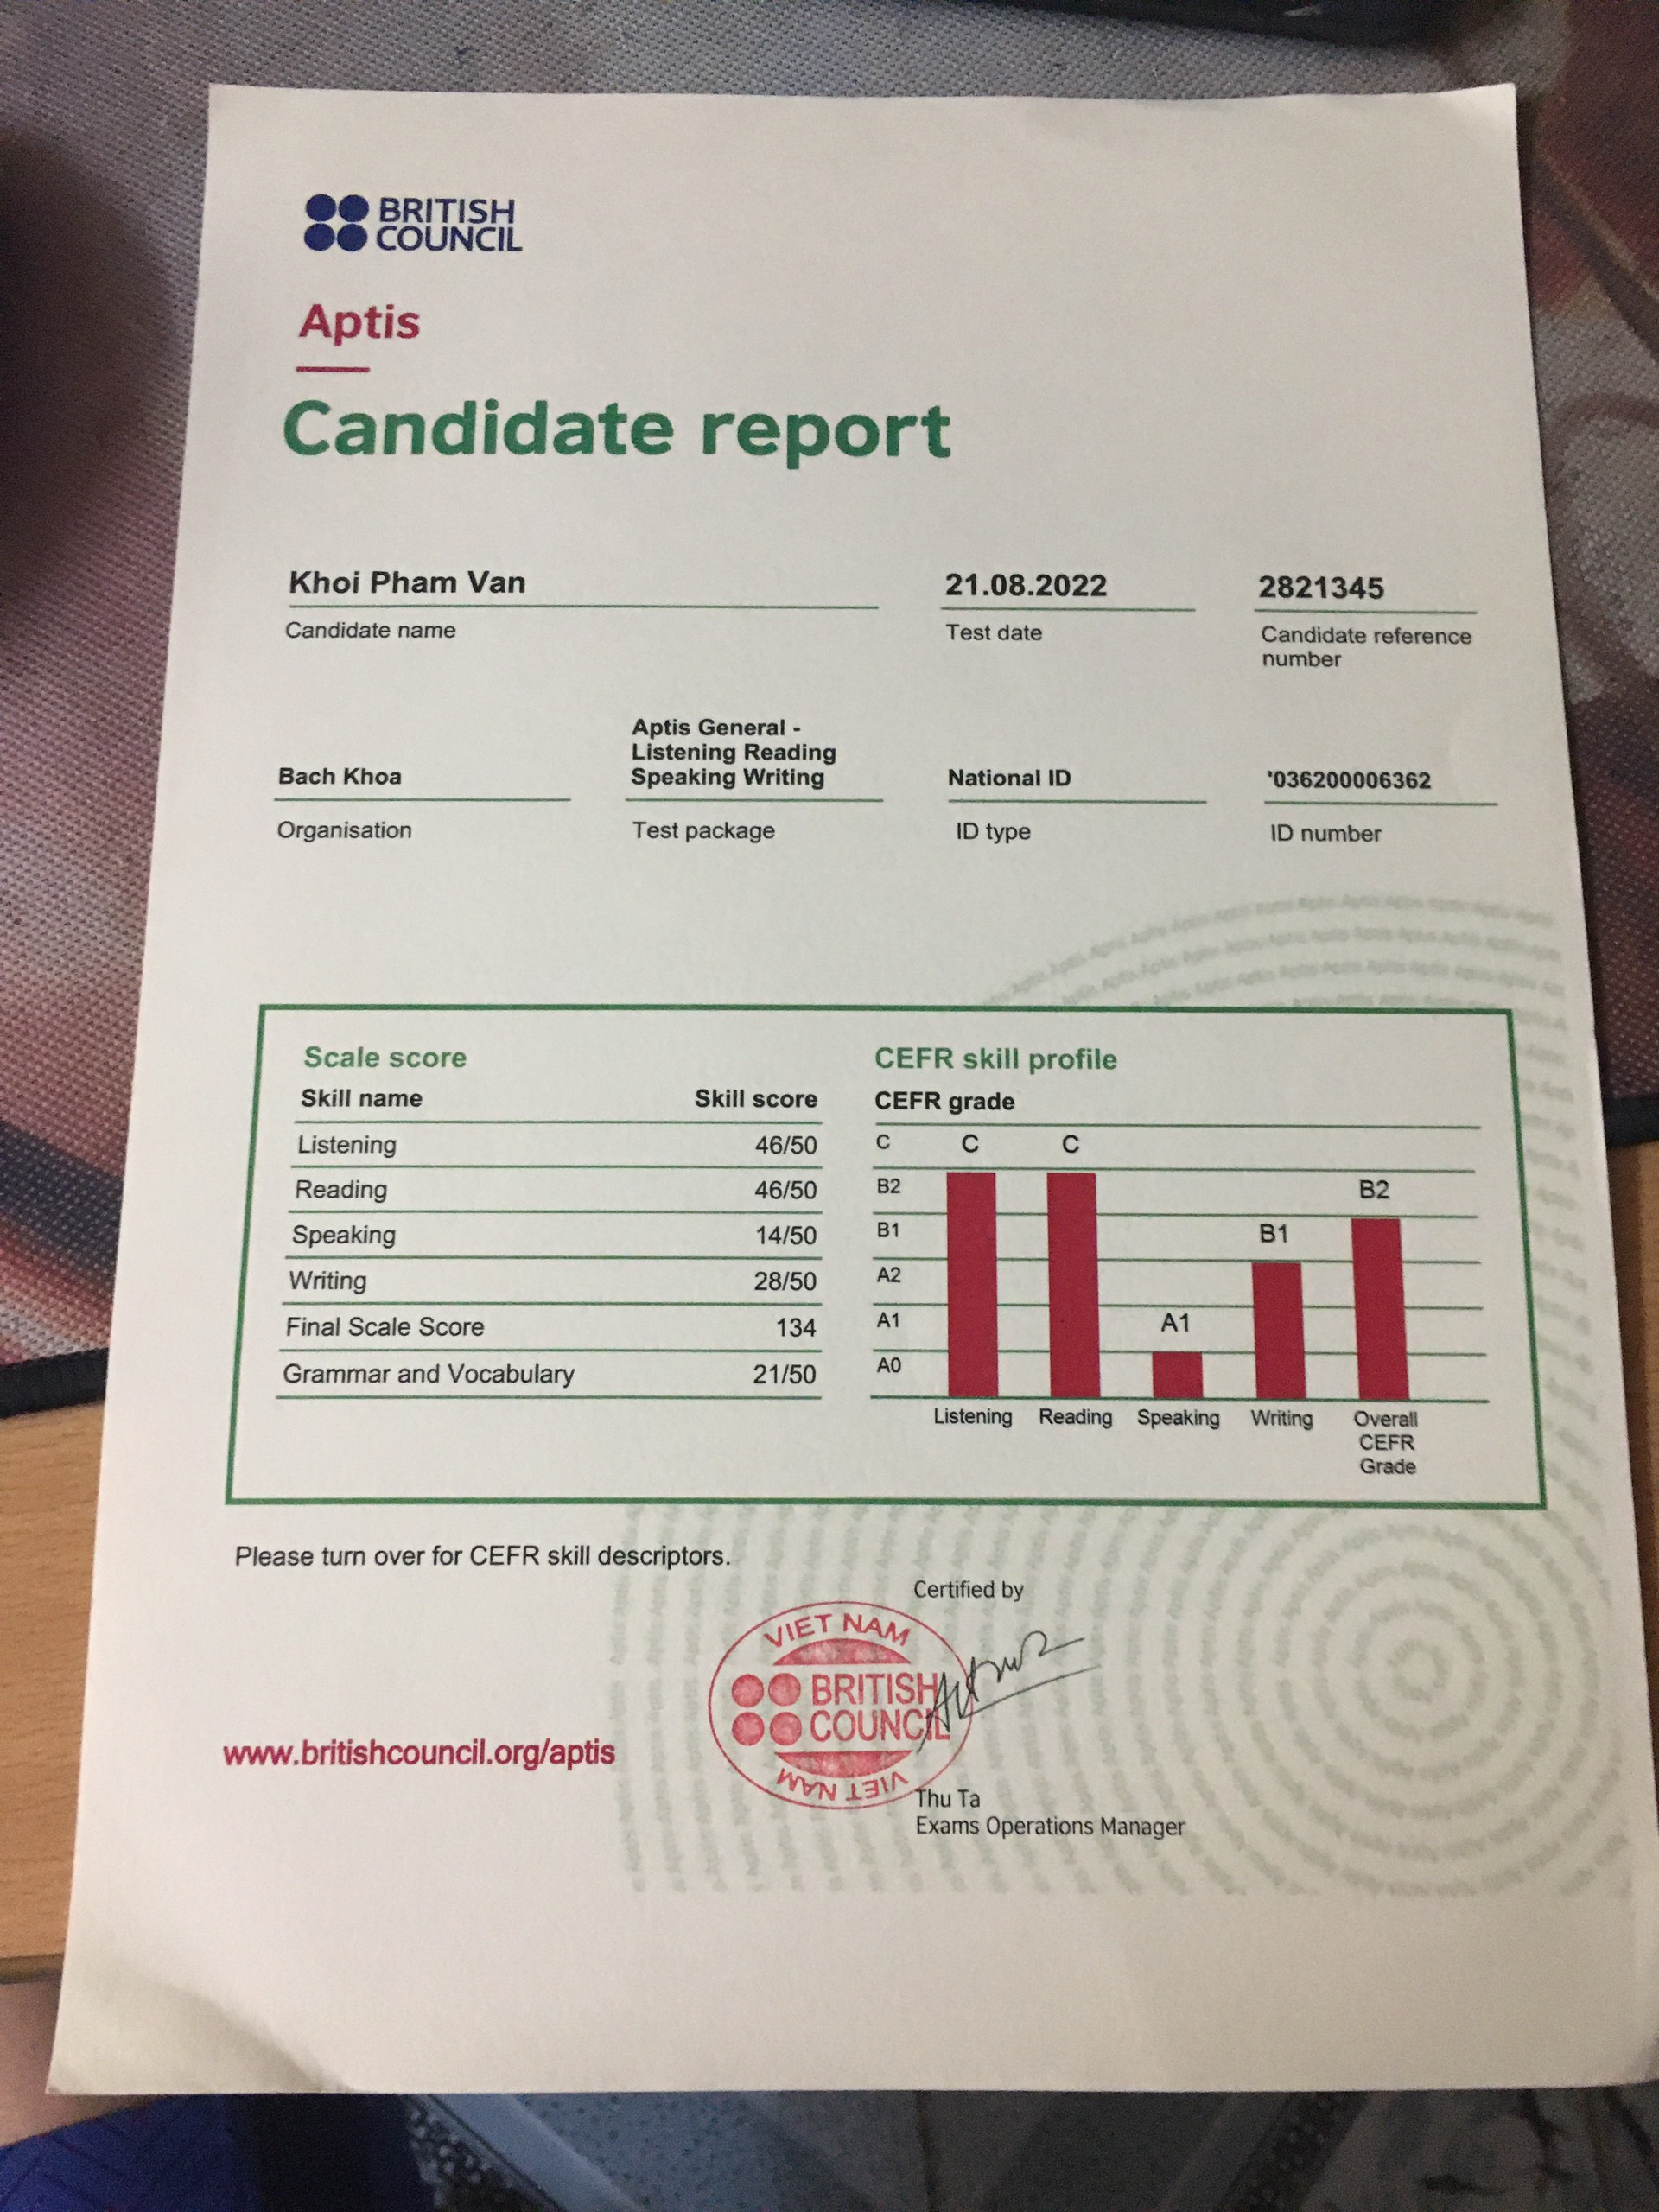 BRITISH
COUNCIL
Aptis
Candidate report
Khoi Pham Van
Candidate name
21.08.2022
Test date
2821345
Candidate reference
number
Bach Khoa
Organisation
Aptis General -
Listening Reading
Speaking Writing
Test package
National ID
ID type
'036200006362
ID number
Scale score
Skill name Skill score
Listening 46/50
Reading 46/50
Speaking 14/50
Writing 28/50
Final Scale Score 134
Grammar and Vocabulary 21/50
CEFR skill profile
CEFR grade
C C C
B2 B2
B1 B1
A2
A1 A1
A0
Listening Reading Speaking Writing Overall
CEFR
Grade
Please turn over for CEFR skill descriptors.
Certified by
VIET NAM
BRITISH
COUNCIL
VIET NAM
www.britishcouncil.org/aptis
Thu Ta
Exams Operations Manager